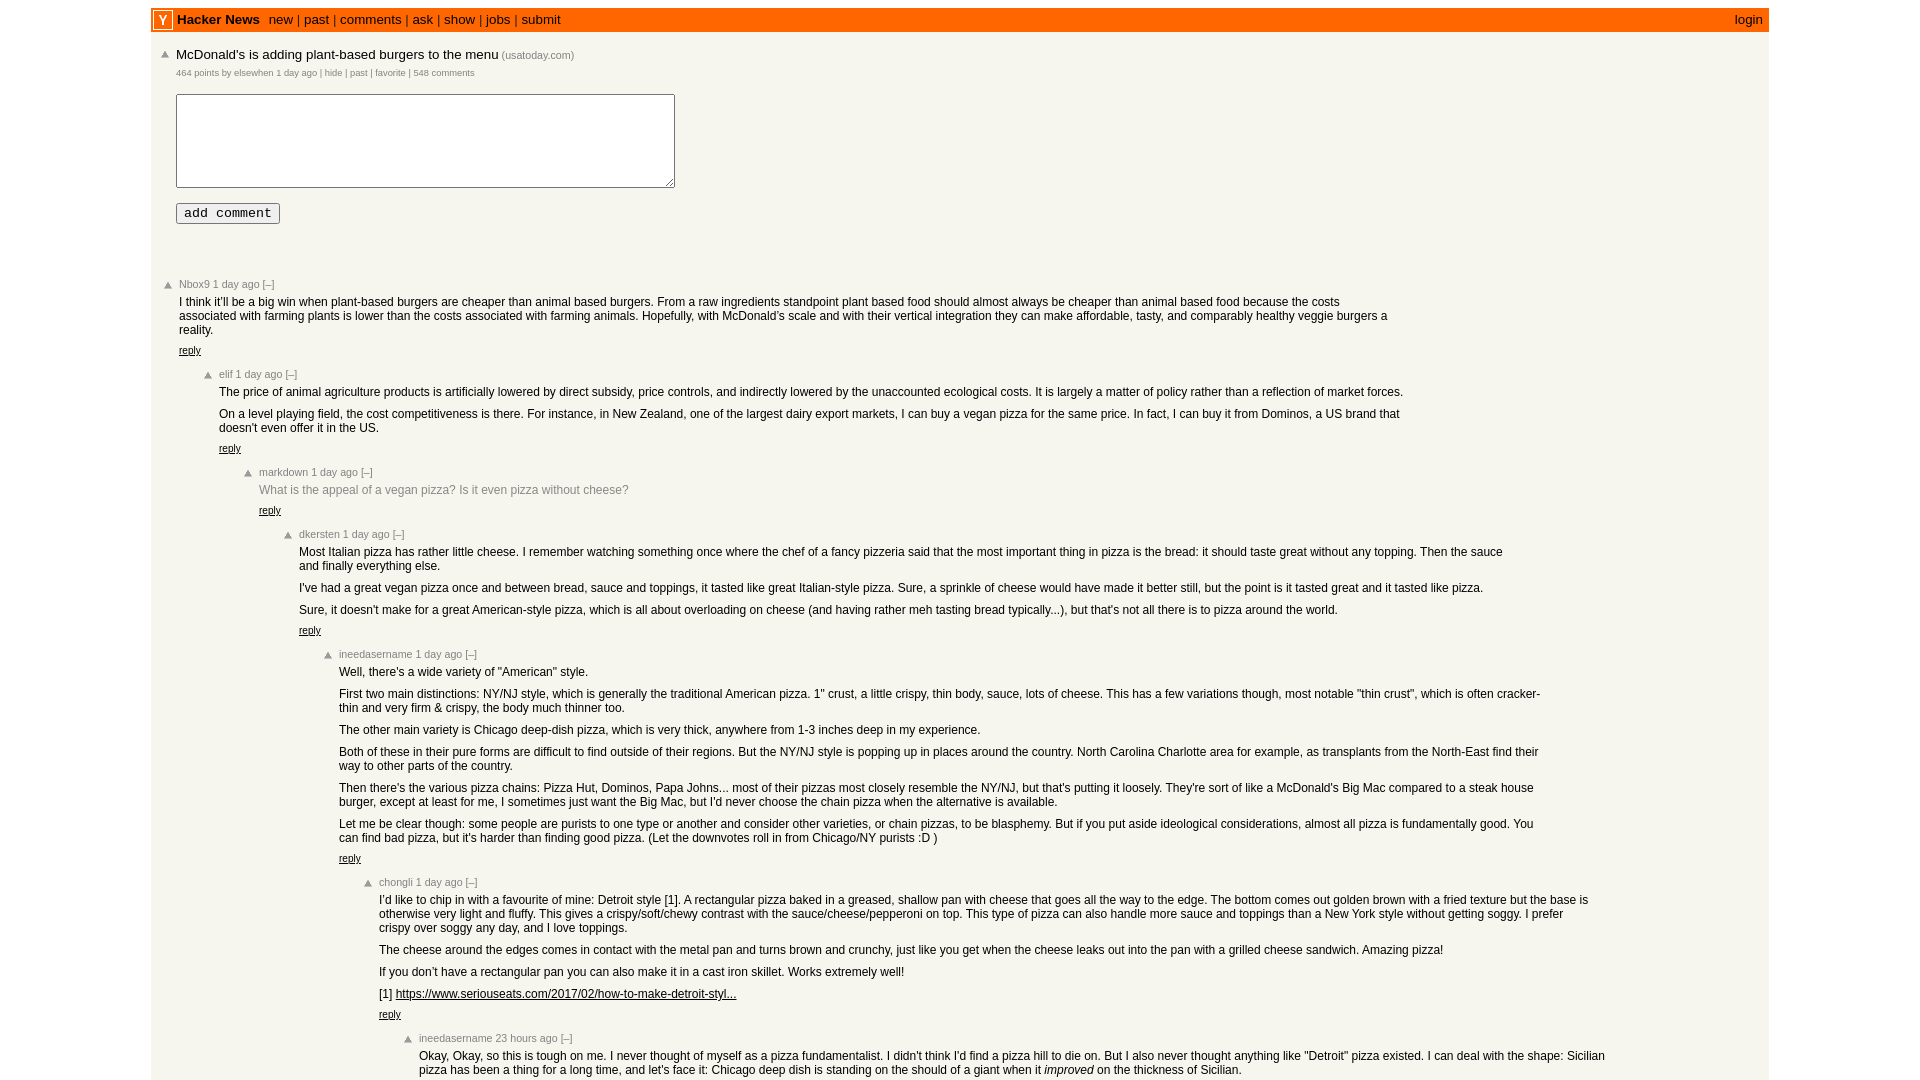 Y Hacker News new | past | comments | ask | show | jobs | submit login
McDonald's is adding plant-based burgers to the menu (usatoday.com)
464 points by elsewhen 1 day ago | hide | past | favorite | 548 comments
add comment
Nbox9 1 day ago [–]
I think it’ll be a big win when plant-based burgers are cheaper than animal based burgers. From a raw ingredients standpoint plant based food should almost always be cheaper than animal based food because the costs
associated with farming plants is lower than the costs associated with farming animals. Hopefully, with McDonald’s scale and with their vertical integration they can make affordable, tasty, and comparably healthy veggie burgers a
reality.
reply
elif 1 day ago [–]
The price of animal agriculture products is artificially lowered by direct subsidy, price controls, and indirectly lowered by the unaccounted ecological costs. It is largely a matter of policy rather than a reflection of market forces.
On a level playing field, the cost competitiveness is there. For instance, in New Zealand, one of the largest dairy export markets, I can buy a vegan pizza for the same price. In fact, I can buy it from Dominos, a US brand that
doesn't even offer it in the US.
reply
markdown 1 day ago [–]
What is the appeal of a vegan pizza? Is it even pizza without cheese?
reply
dkersten 1 day ago [–]
Most Italian pizza has rather little cheese. I remember watching something once where the chef of a fancy pizzeria said that the most important thing in pizza is the bread: it should taste great without any topping. Then the sauce
and finally everything else.
I've had a great vegan pizza once and between bread, sauce and toppings, it tasted like great Italian-style pizza. Sure, a sprinkle of cheese would have made it better still, but the point is it tasted great and it tasted like pizza.
Sure, it doesn't make for a great American-style pizza, which is all about overloading on cheese (and having rather meh tasting bread typically...), but that's not all there is to pizza around the world.
reply
ineedasername 1 day ago [–]
Well, there's a wide variety of "American" style.
First two main distinctions: NY/NJ style, which is generally the traditional American pizza. 1" crust, a little crispy, thin body, sauce, lots of cheese. This has a few variations though, most notable "thin crust", which is often cracker-
thin and very firm & crispy, the body much thinner too.
The other main variety is Chicago deep-dish pizza, which is very thick, anywhere from 1-3 inches deep in my experience.
Both of these in their pure forms are difficult to find outside of their regions. But the NY/NJ style is popping up in places around the country. North Carolina Charlotte area for example, as transplants from the North-East find their
way to other parts of the country.
Then there's the various pizza chains: Pizza Hut, Dominos, Papa Johns... most of their pizzas most closely resemble the NY/NJ, but that's putting it loosely. They're sort of like a McDonald's Big Mac compared to a steak house
burger, except at least for me, I sometimes just want the Big Mac, but I'd never choose the chain pizza when the alternative is available.
Let me be clear though: some people are purists to one type or another and consider other varieties, or chain pizzas, to be blasphemy. But if you put aside ideological considerations, almost all pizza is fundamentally good. You
can find bad pizza, but it's harder than finding good pizza. (Let the downvotes roll in from Chicago/NY purists :D )
reply
chongli 1 day ago [–]
I’d like to chip in with a favourite of mine: Detroit style [1]. A rectangular pizza baked in a greased, shallow pan with cheese that goes all the way to the edge. The bottom comes out golden brown with a fried texture but the base is
otherwise very light and fluffy. This gives a crispy/soft/chewy contrast with the sauce/cheese/pepperoni on top. This type of pizza can also handle more sauce and toppings than a New York style without getting soggy. I prefer
crispy over soggy any day, and I love toppings.
The cheese around the edges comes in contact with the metal pan and turns brown and crunchy, just like you get when the cheese leaks out into the pan with a grilled cheese sandwich. Amazing pizza!
If you don’t have a rectangular pan you can also make it in a cast iron skillet. Works extremely well!
[1] https://www.seriouseats.com/2017/02/how-to-make-detroit-styl...
reply
ineedasername 23 hours ago [–]
Okay, Okay, so this is tough on me. I never thought of myself as a pizza fundamentalist. I didn't think I'd find a pizza hill to die on. But I also never thought anything like "Detroit" pizza existed. I can deal with the shape: Sicilian
pizza has been a thing for a long time, and let's face it: Chicago deep dish is standing on the should of a giant when it improved on the thickness of Sicilian.